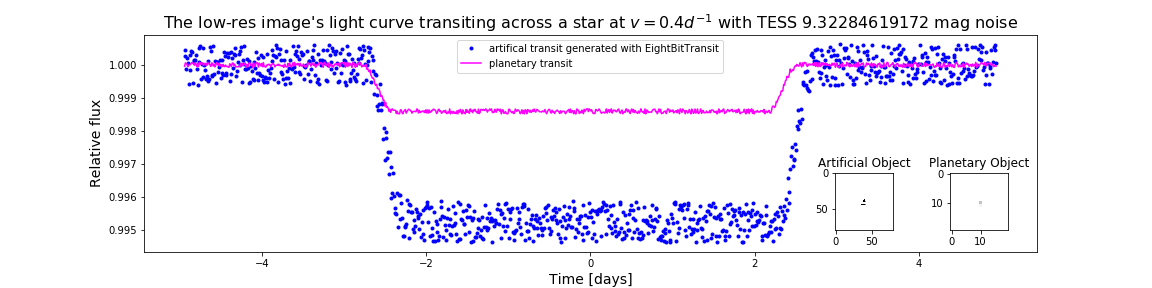 The low-res image's light curve transiting across a star at v = 0.4d⁻¹ with TESS 9.32284619172 mag noise
artifical transit generated with EightBitTransit
planetary transit
Relative flux
1.000
0.999
0.998
0.997
0.996
0.995
−4
−2
0
2
4
Time [days]
Artificial Object
0
50
0
50
Planetary Object
0
10
0
10